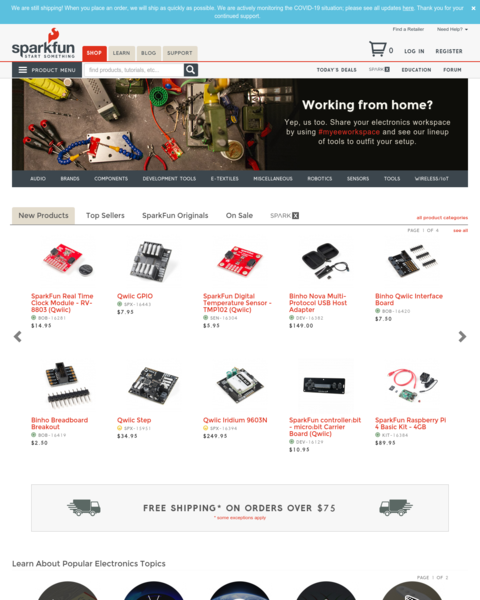 We are still shipping! When you place an order, we will ship as quickly as possible. We are actively monitoring the COVID-19 situation; please see all updates here. Thank you for your
continued support.
×
Find a Retailer
Need Help?
sparkfun
START SOMETHING
SHOP
LEARN
BLOG
SUPPORT
0
LOG IN
REGISTER
PRODUCT MENU
find products, tutorials, etc...
TODAY'S DEALS
SPARKX
EDUCATION
FORUM
Working from home?
Yep, us too. Share your electronics workspace
by using #myeeworkspace and see our lineup
of tools to outfit your setup.
AUDIO
BRANDS
COMPONENTS
DEVELOPMENT TOOLS
E-TEXTILES
MISCELLANEOUS
ROBOTICS
SENSORS
TOOLS
WIRELESS/IOT
New Products
Top Sellers
SparkFun Originals
On Sale
SPARKX
all product categories
PAGE 1 OF 4
see all
SparkFun Real Time
Clock Module - RV-
8803 (Qwiic)
BOB-16281
$14.95
Qwiic GPIO
SPX-16443
$7.95
SparkFun Digital
Temperature Sensor -
TMP102 (Qwiic)
SEN-16304
$5.95
Binho Nova Multi-
Protocol USB Host
Adapter
DEV-16282
$149.00
Binho Qwiic Interface
Board
BOB-16420
$7.50
Binho Breadboard
Breakout
BOB-16419
$2.50
Qwiic Step
SPX-15951
$34.95
Qwiic Iridium 9603N
SPX-16394
$249.95
SparkFun controller:bit
- micro:bit Carrier
Board (Qwiic)
DEV-16129
$10.95
SparkFun Raspberry Pi
4 Basic Kit - 4GB
KIT-16384
$89.95
FREE SHIPPING* ON ORDERS OVER $75
* some exceptions apply
Learn About Popular Electronics Topics
PAGE 1 OF 2